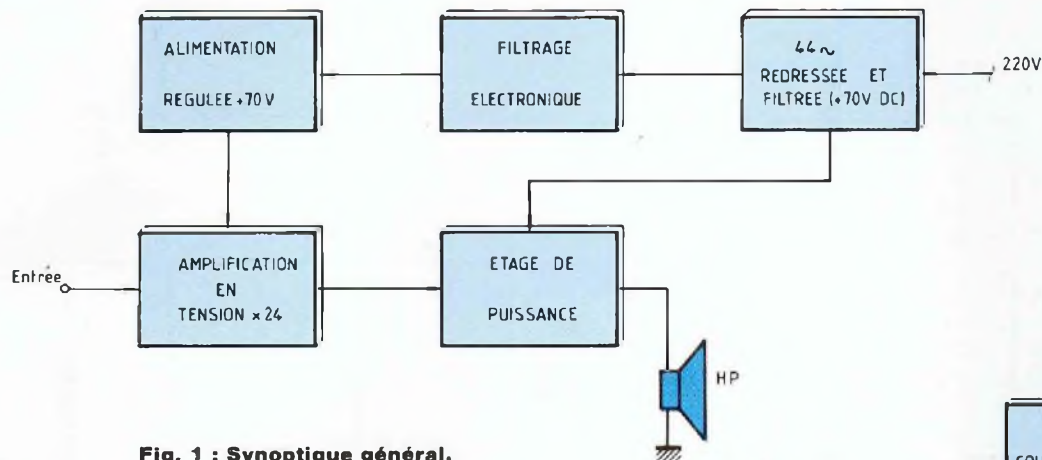 ALIMENTATION
REGULEE +70 V
FILTRAGE
ELECTRONIQUE
44~
REDRESSEE ET
FILTREE (+70V DC)
220V
Entrée
AMPLIFICATION
EN
TENSION × 24
ETAGE DE
PUISSANCE
HP
Fig. 1 : Synoptique général.